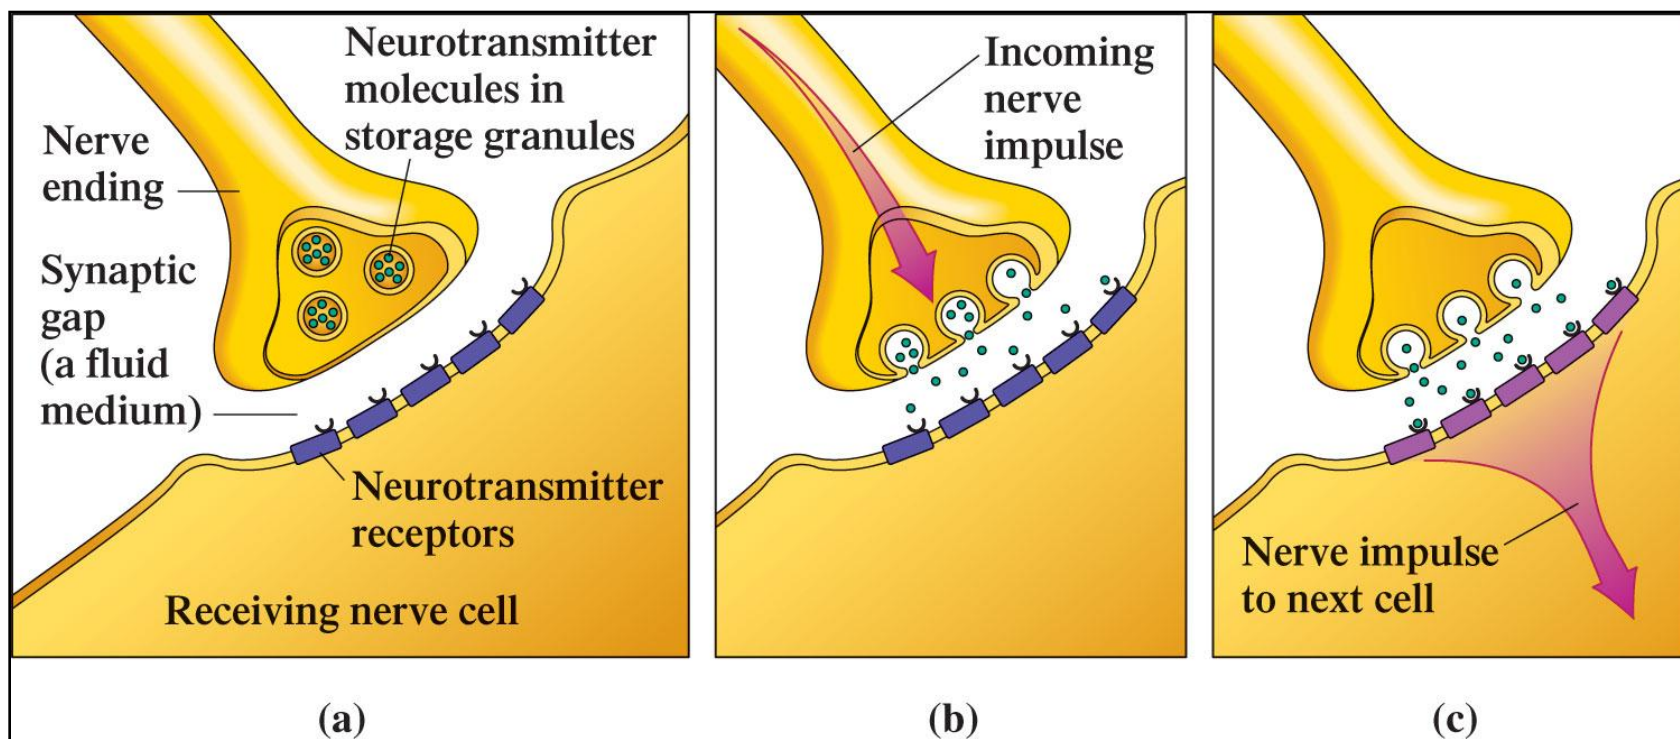 Neurotransmitter
molecules in
storage granules
Nerve
ending
Synaptic
gap
(a fluid
medium)
Neurotransmitter
receptors
Receiving nerve cell
(a)
Incoming
nerve
impulse
(b)
Nerve impulse
to next cell
(c)